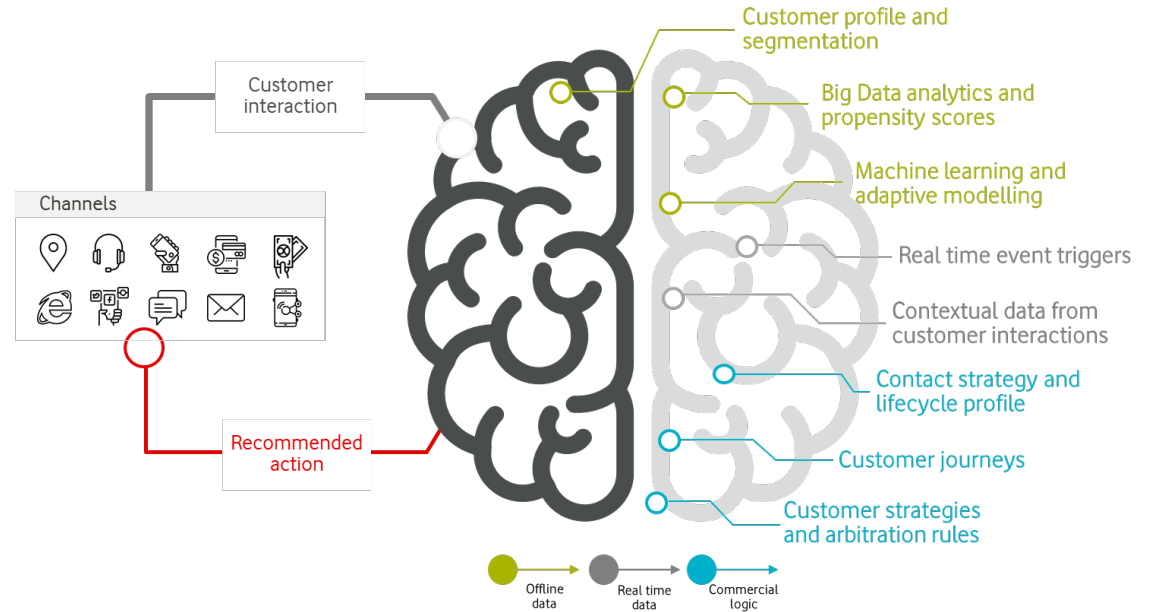 Customer profile and
segmentation
Customer
interaction
Big Data analytics and
propensity scores
Machine learning and
adaptive modelling
Channels
Real time event triggers
Contextual data from
customer interactions
Contact strategy and
lifecycle profile
Recommended
action
Customer journeys
Customer strategies
and arbitration rules
Offline
data
Real time
data
Commercial
logic